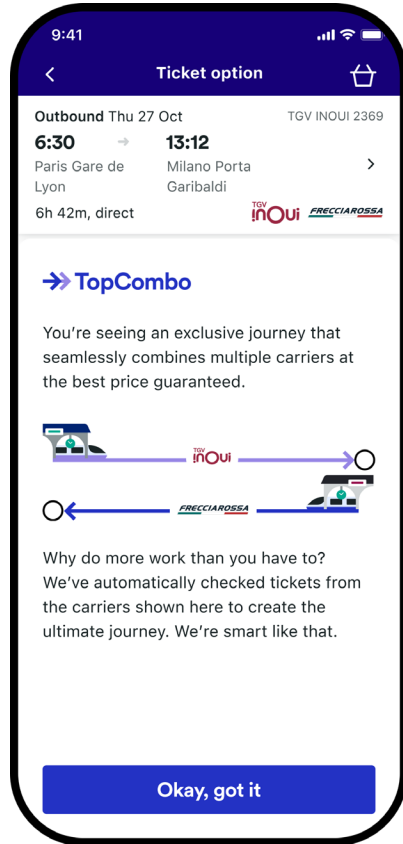 9:41
Ticket option
Outbound Thu 27 Oct
TGV INOUI 2369
6:30
13:12
Paris Gare de
Lyon
Milano Porta
Garibaldi
6h 42m, direct
TGV
inOui
FRECCIAROSSA
TopCombo
You're seeing an exclusive journey that
seamlessly combines multiple carriers at
the best price guaranteed.
TGV
inOui
FRECCIAROSSA
Why do more work than you have to?
We've automatically checked tickets from
the carriers shown here to create the
ultimate journey. We're smart like that.
Okay, got it